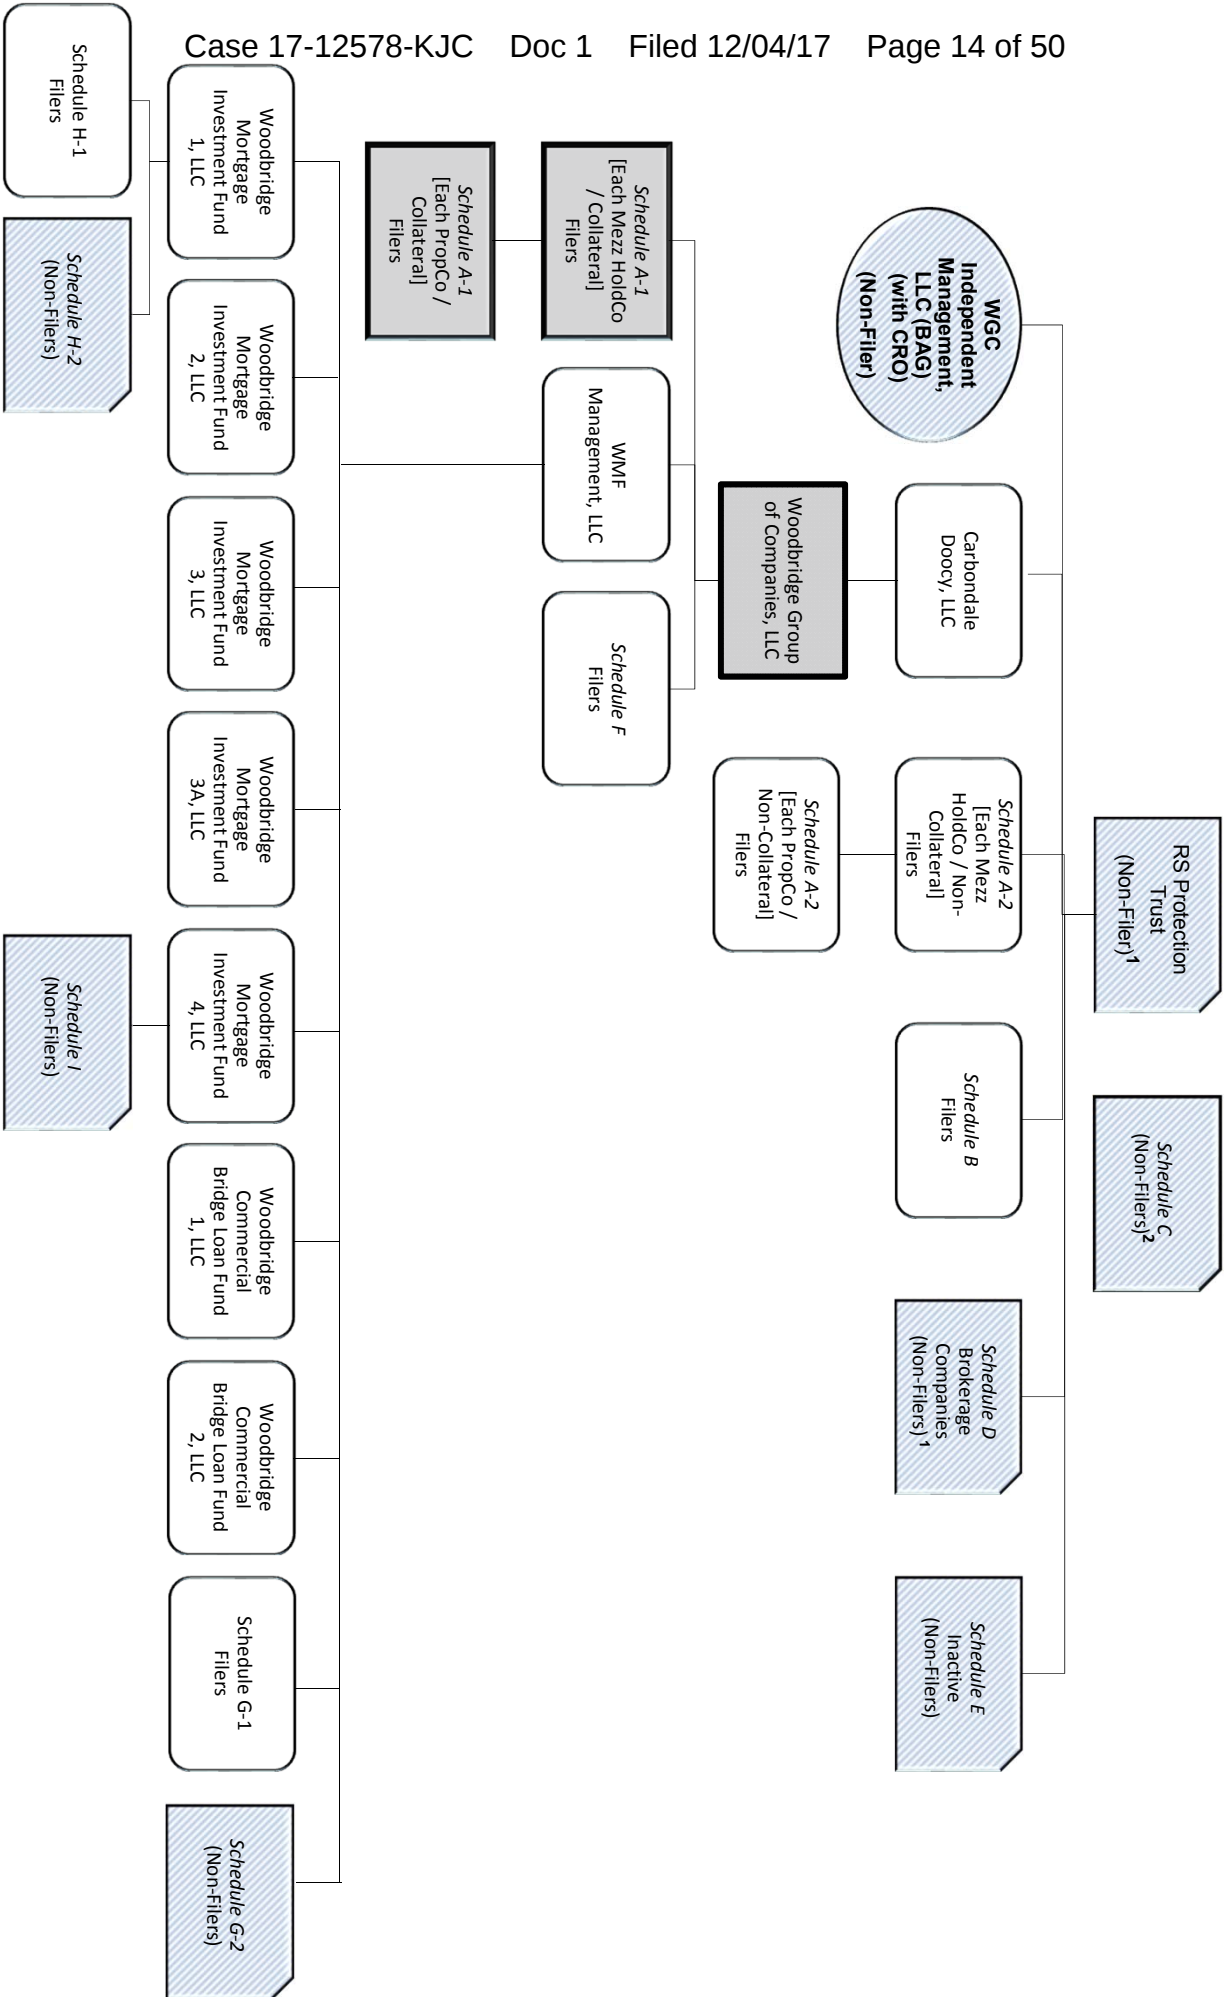 Case 17-12578-KJC Doc 1 Filed 12/04/17 Page 14 of 50
RS Protection
Trust
(Non-Filer)1
Schedule C
(Non-Filers)2
WGC
Independent
Management,
LLC (BAG)
(with CRO)
(Non-Filer)
Carbondale
Doocy, LLC
Schedule A-2
[Each Mezz
HoldCo / Non-
Collateral]
Filers
Schedule B
Filers
Schedule D
Brokerage
Companies
(Non-Filers)1
Schedule E
Inactive
(Non-Filers)
Woodbridge Group
of Companies, LLC
Schedule A-2
[Each PropCo /
Non-Collateral]
Filers
Schedule A-1
[Each Mezz HoldCo
/ Collateral]
Filers
WMF
Management, LLC
Schedule F
Filers
Schedule A-1
[Each PropCo /
Collateral]
Filers
Woodbridge
Mortgage
Investment Fund
1, LLC
Woodbridge
Mortgage
Investment Fund
2, LLC
Woodbridge
Mortgage
Investment Fund
3, LLC
Woodbridge
Mortgage
Investment Fund
3A, LLC
Woodbridge
Mortgage
Investment Fund
4, LLC
Woodbridge
Commercial
Bridge Loan Fund
1, LLC
Woodbridge
Commercial
Bridge Loan Fund
2, LLC
Schedule G-1
Filers
Schedule G-2
(Non-Filers)
Schedule H-1
Filers
Schedule H-2
(Non-Filers)
Schedule I
(Non-Filers)